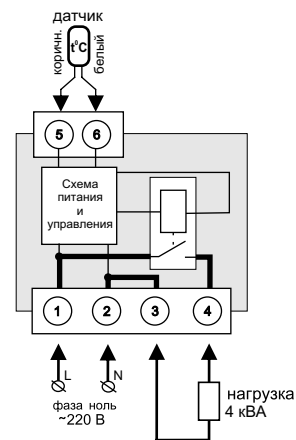 датчик
коричн.
t°C
белый
5
6
Схема
питания
и
управления
1
2
3
4
L
N
фаза ноль
~220 В
нагрузка
4 кВА